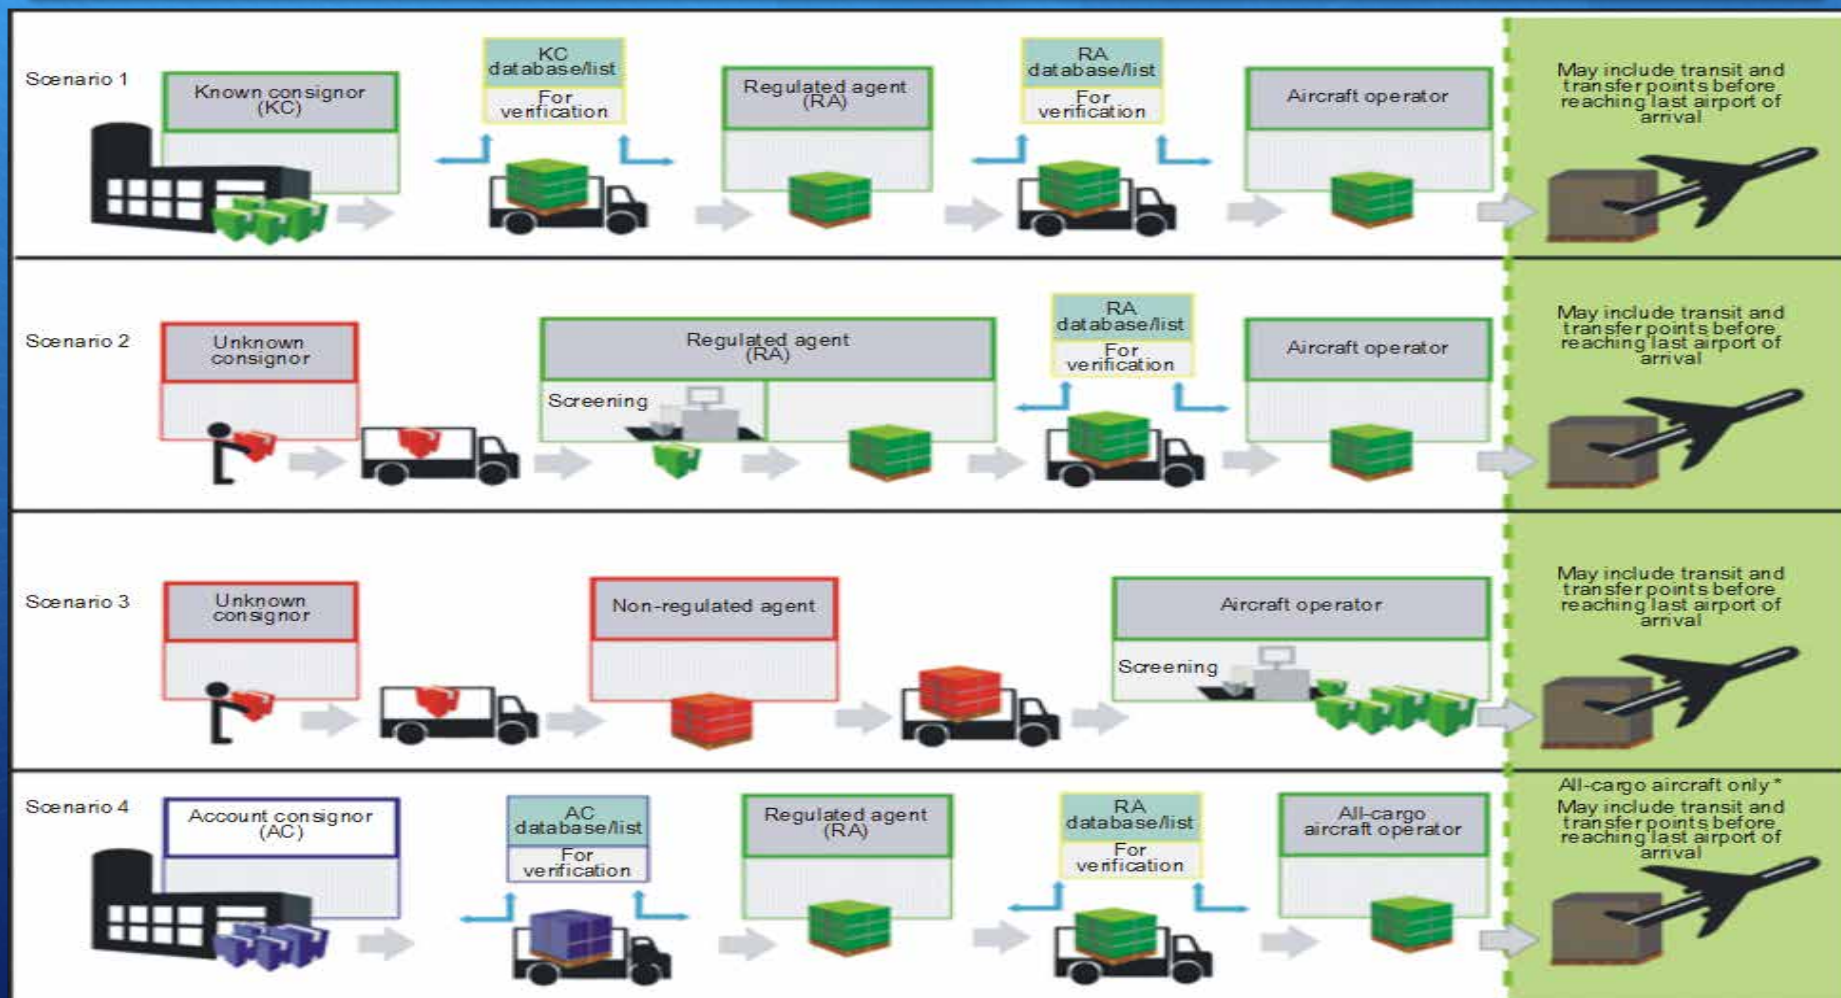 Scenario 1
Known consignor
(KC)
KC
database/list
For
verification
Regulated agent
(RA)
RA
database/list
For
verification
Aircraft operator
May include transit and
transfer points before
reaching last airport of
arrival
Scenario 2
Unknown
consignor
Regulated agent
(RA)
Screening
RA
database/list
For
verification
Aircraft operator
May include transit and
transfer points before
reaching last airport of
arrival
Scenario 3
Unknown
consignor
Non-regulated agent
Aircraft operator
Screening
May include transit and
transfer points before
reaching last airport of
arrival
Scenario 4
Account consignor
(AC)
AC
database/list
For
verification
Regulated agent
(RA)
RA
database/list
For
verification
All-cargo
aircraft operator
All-cargo aircraft only *
May include transit and
transfer points before
reaching last airport of
arrival